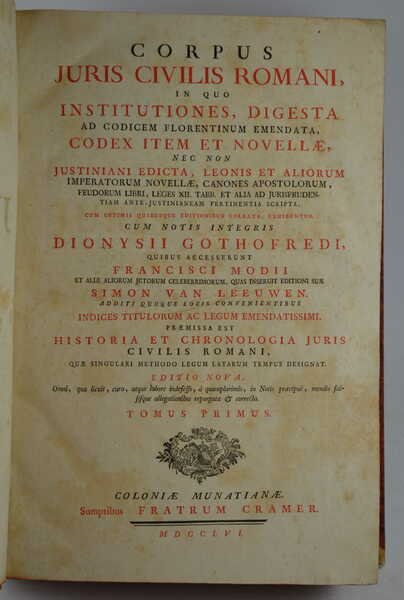 CORPUS
JURIS CIVILIS ROMANI,
IN QUO
INSTITUTIONES, DIGESTA
AD CODICEM FLORENTINUM EMENDATA,
CODEX ITEM ET NOVELLÆ,
NEC NON
JUSTINIANI EDICTA, LEONIS ET ALIORUM
IMPERATORUM NOVELLÆ, CANONES APOSTOLORUM,
FEUDORUM LIBRI, LEGES XII. TABB. ET ALIA AD JURISPRUDEN-
TIAM ANTE-JUSTINIANEAM PERTINENTIA SCRIPTA,
CUM OPTIMIS QUIBUSQUE EDITIONIBUS COLLATA, EXHIBENTUR.
CUM NOTIS INTEGRIS
DIONYSII GOTHOFREDI,
QUIBUS ACCESSERUNT
FRANCISCI MODII
ET ALIÆ ALIORUM JCTORUM CELEBERRIMORUM, QUAS INSERUIT EDITIONI SUÆ
SIMON VAN LEEUWEN.
ADDITI QUOQUE LOCIS CONVENIENTIBUS
INDICES TITULORUM AC LEGUM EMENDATISSIMI.
PRÆMISSA EST
HISTORIA ET CHRONOLOGIA JURIS
CIVILIS ROMANI,
QUÆ SINGULARI METHODO LEGUM LATARUM TEMPUS DESIGNAT.
EDITIO NOVA,
Omni, qua licuit, cura, atque labore indefesso, à quamplurimis, in Notis præcipuè, mendis fal-
sisque allegationibus repurgata & correcta.
TOMUS PRIMUS.
COLONIÆ MUNATIANÆ.
Sumptibus FRATRUM CRAMER.
MDCCLVI.